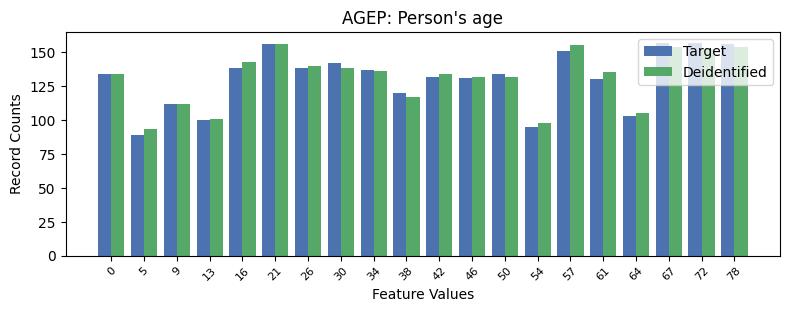 AGEP: Person's age
Record Counts
150
125
100
75
50
25
0
Target
Deidentified
0 5 9 13 16 21 26 30 34 38 42 46 50 54 57 61 64 67 72 78
Feature Values